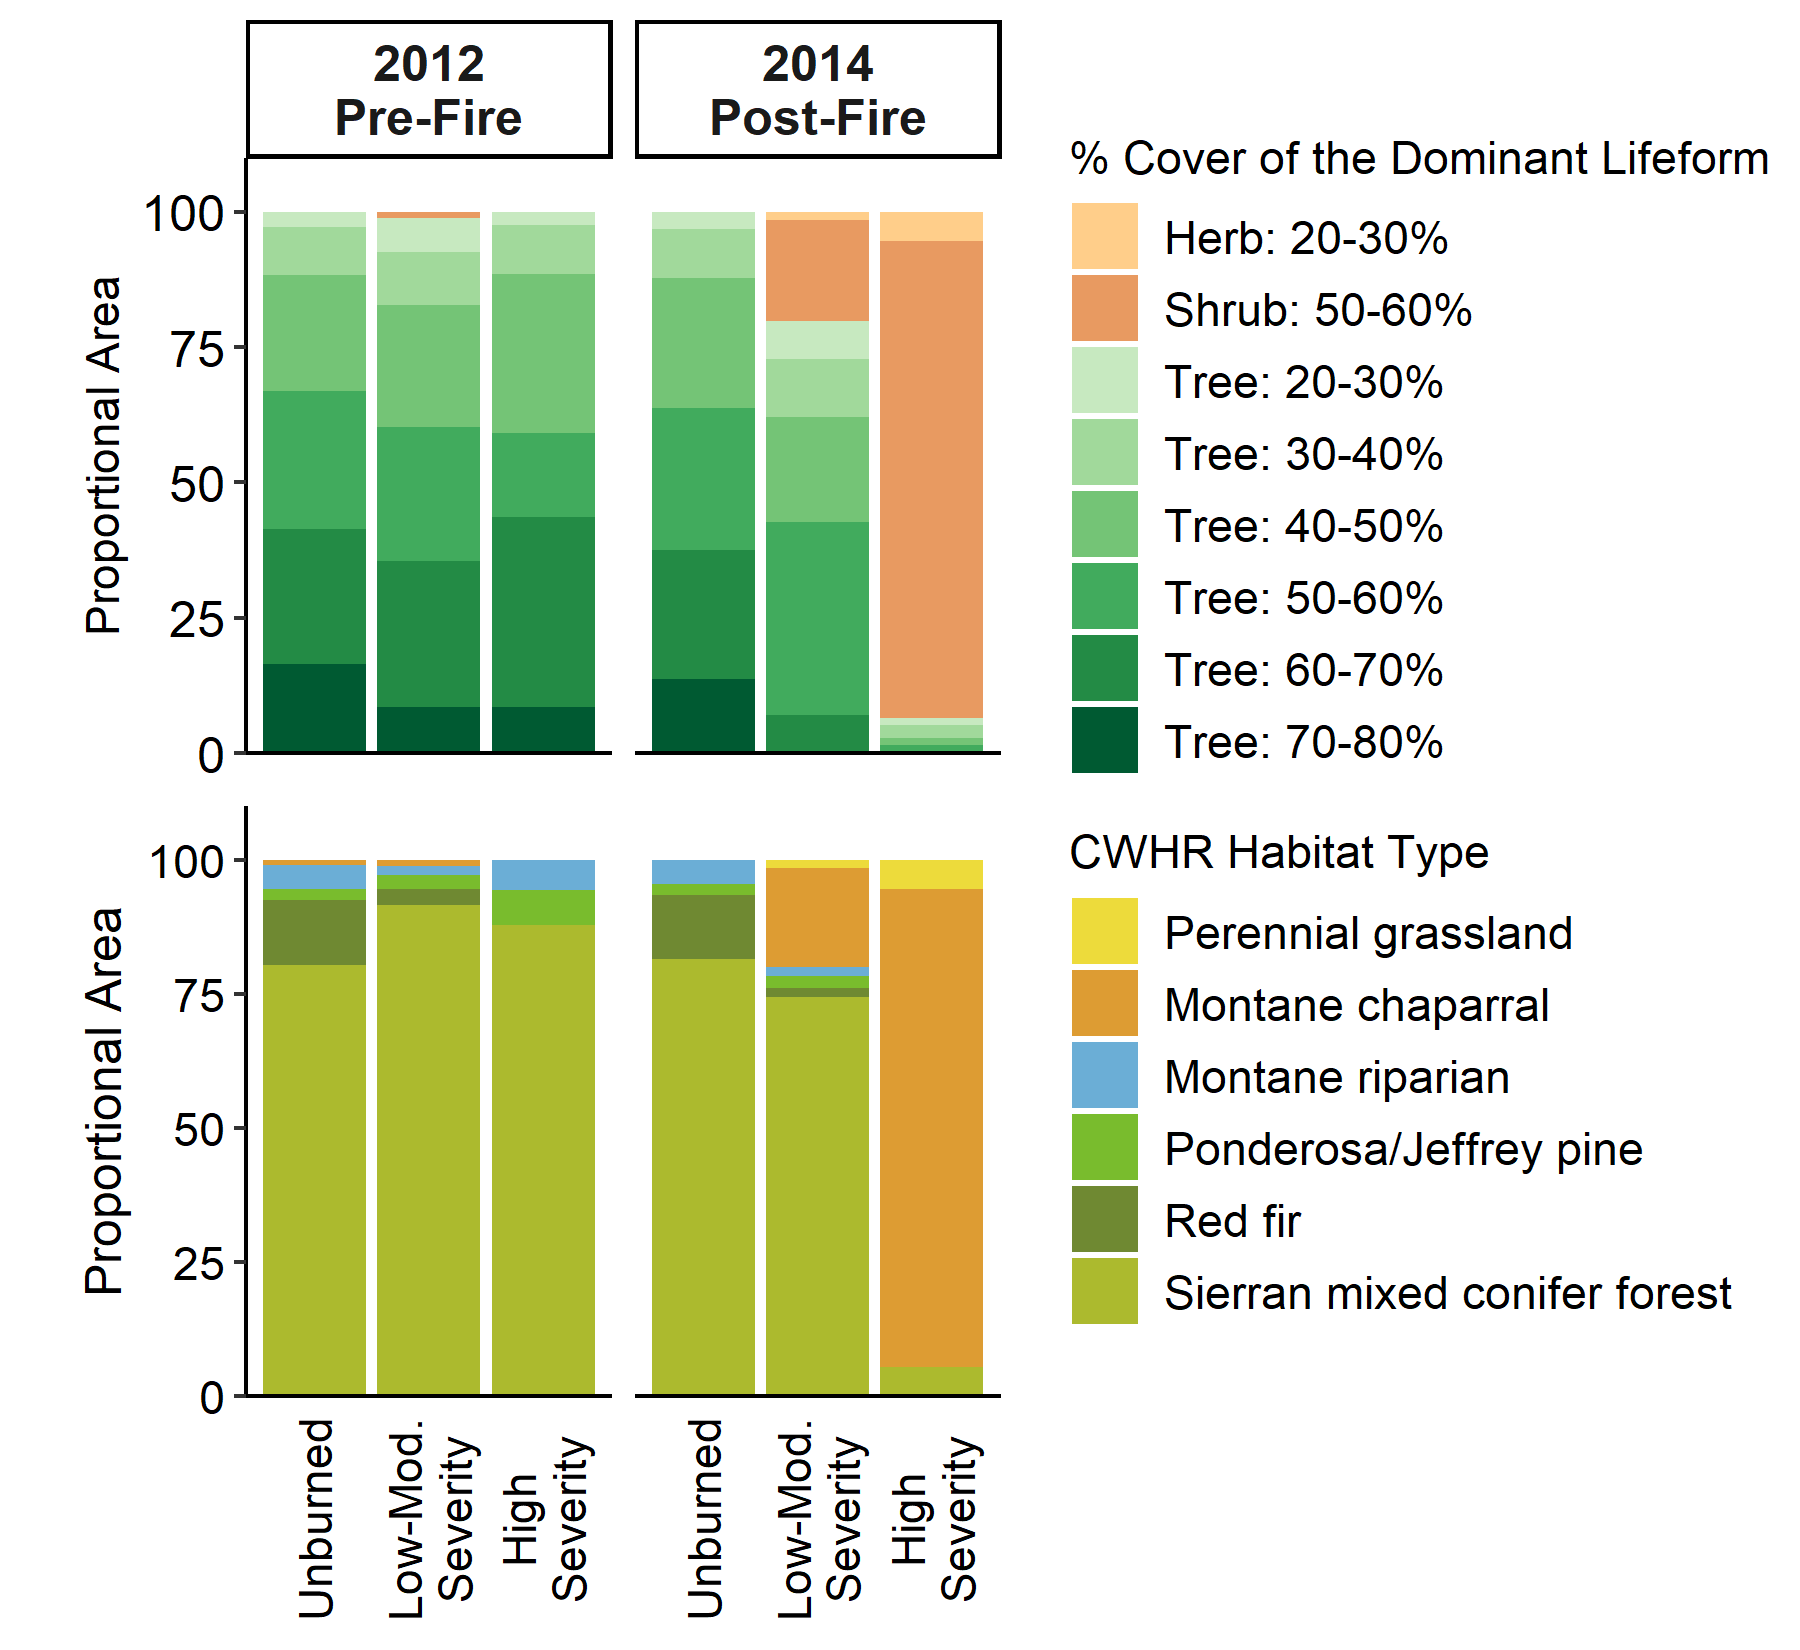 2012
Pre-Fire
2014
Post-Fire
Proportional Area
100
75
50
25
0
% Cover of the Dominant Lifeform
Herb: 20-30%
Shrub: 50-60%
Tree: 20-30%
Tree: 30-40%
Tree: 40-50%
Tree: 50-60%
Tree: 60-70%
Tree: 70-80%
Proportional Area
100
75
50
25
0
CWHR Habitat Type
Perennial grassland
Montane chaparral
Montane riparian
Ponderosa/Jeffrey pine
Red fir
Sierran mixed conifer forest
Unburned
Low-Mod.
Severity
High
Severity
Unburned
Low-Mod.
Severity
High
Severity